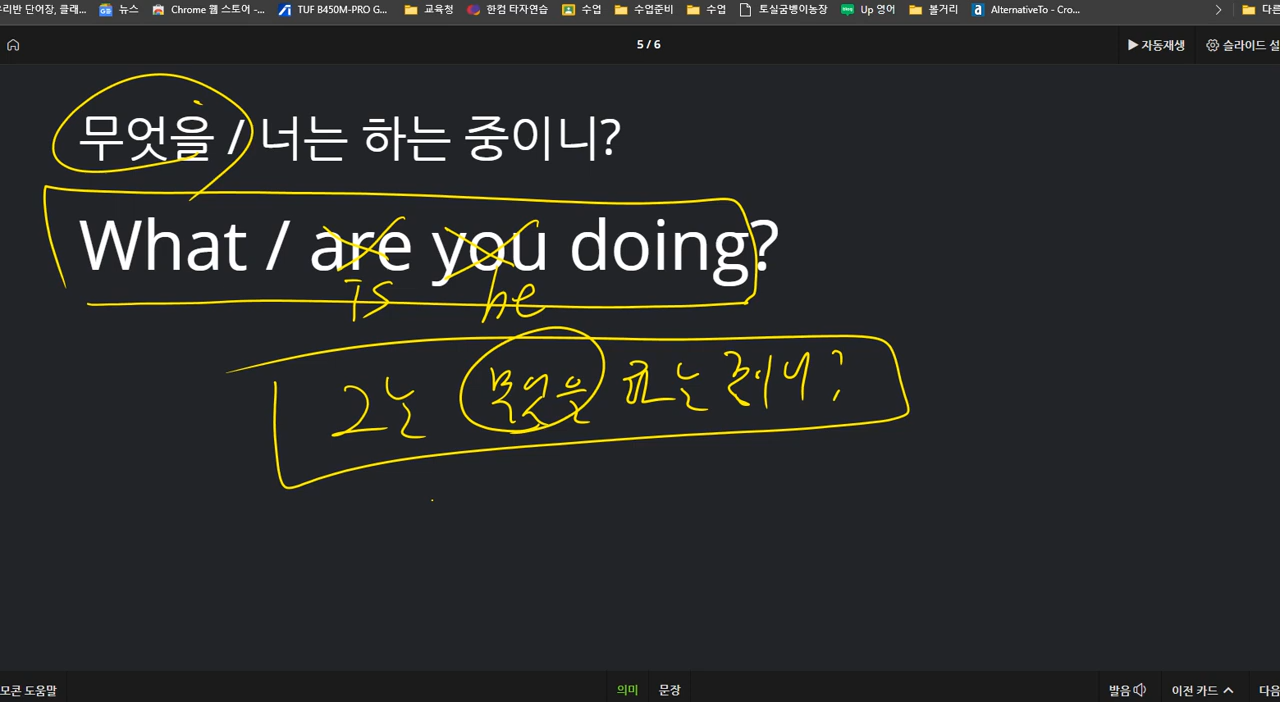 우리반 단어장, 클래... 뉴스 Chrome 웹 스토어 -... TUF B450M-PRO G... 교육청 한컴 타자연습 수업 수업준비 수업 토실굼벵이농장 Up 영어 볼거리 AlternativeTo - Cro... 다른
5 / 6 자동재생 슬라이드 설
무엇을 / 너는 하는 중이니?
What / are you doing?
is he
그는 무엇을 하는 중이니?
모콘 도움말 의미 문장 발음 이전 카드 다음